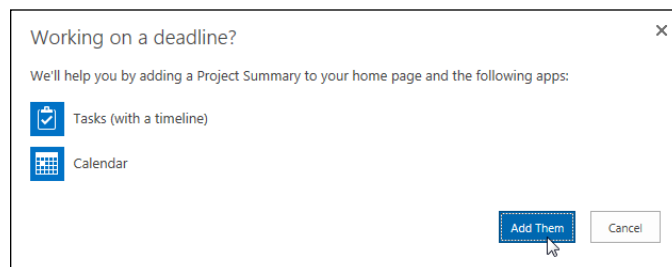 Working on a deadline?
We'll help you by adding a Project Summary to your home page and the following apps:
Tasks (with a timeline)
Calendar
Add Them Cancel